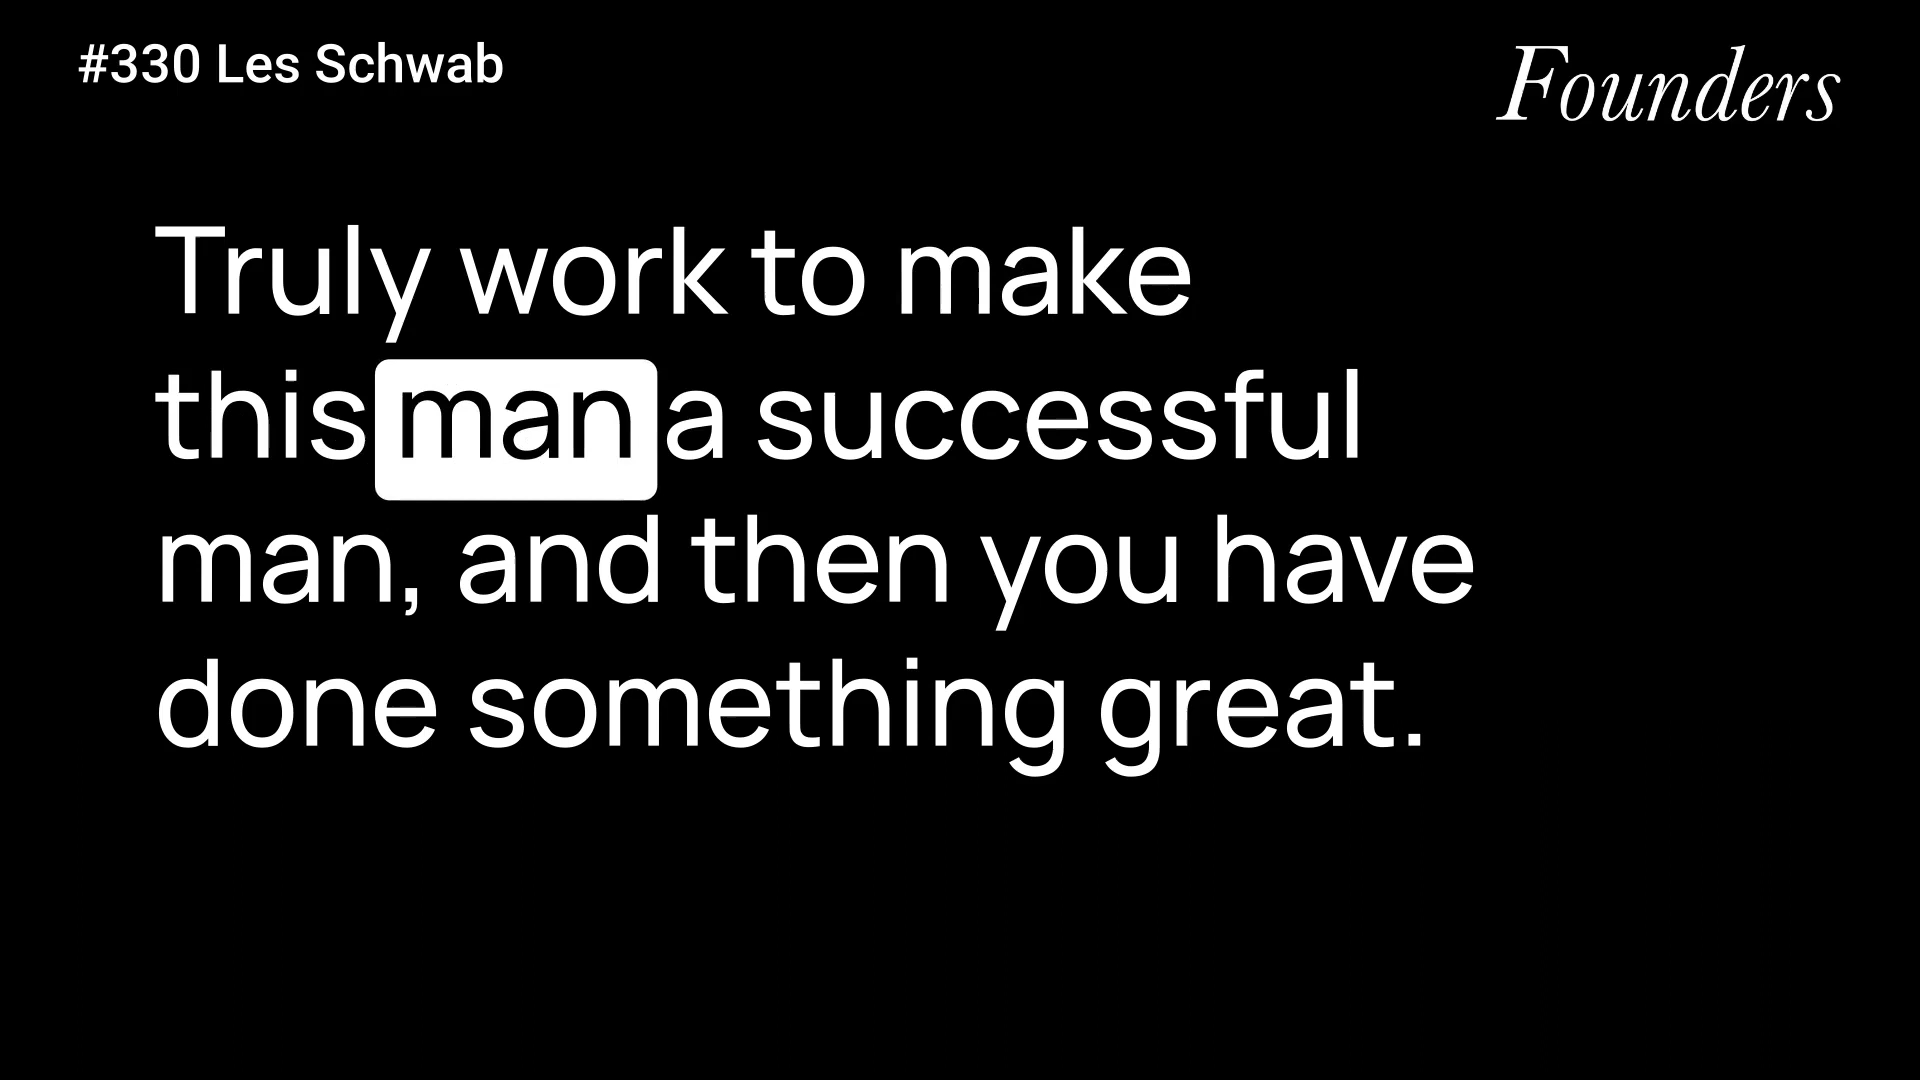 #330 Les Schwab
Founders
Truly work to make
this man a successful
man, and then you have
done something great.